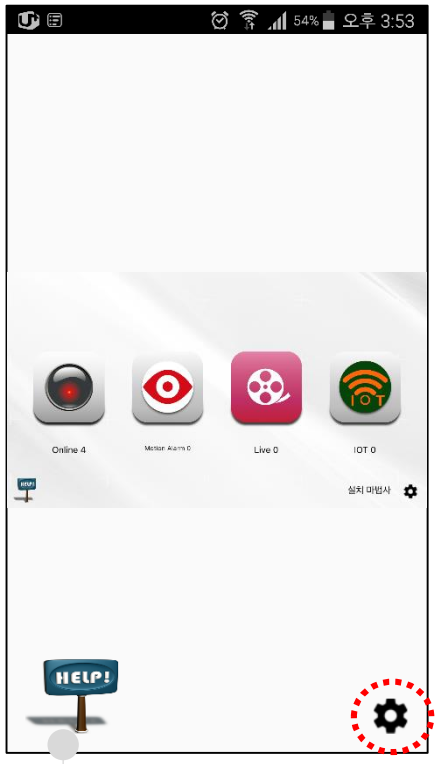 54% 오후 3:53
Online 4
Motion Alarm 0
Live 0
IOT
IOT 0
HELP!
설치 마법사
HELP!